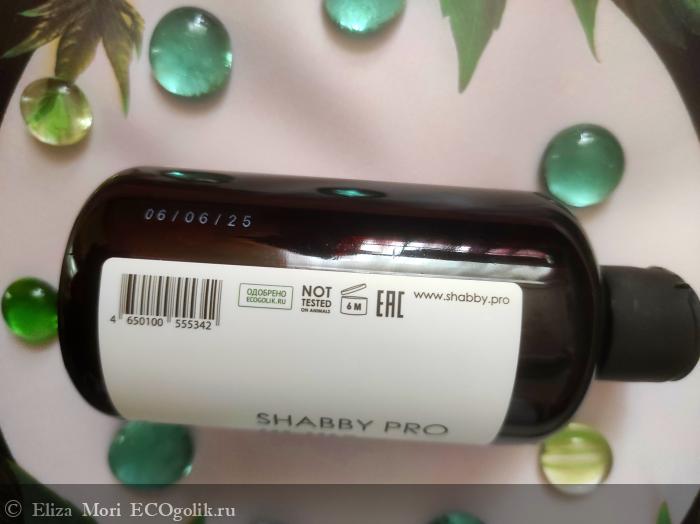 06/06/25
ОДОБРЕНО
ECOGOLIK.RU
NOT
TESTED
ON ANIMALS
6 M
EAC
www.shabby.pro
4 650100 555342
SHABBY PRO
© Eliza Mori ECOgolik.ru